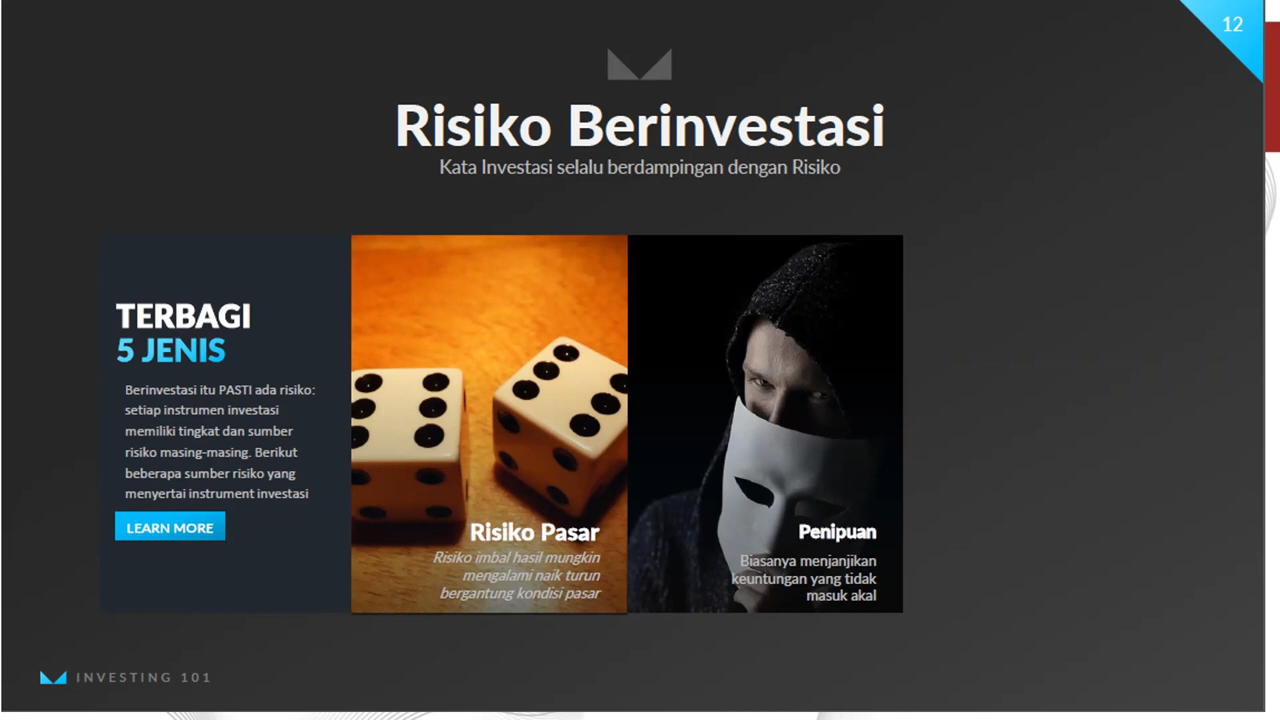 12
Risiko Berinvestasi
Kata Investasi selalu berdampingan dengan Risiko
TERBAGI
5 JENIS
Berinvestasi itu PASTI ada risiko:
setiap instrumen investasi
memiliki tingkat dan sumber
risiko masing-masing. Berikut
beberapa sumber risiko yang
menyertai instrument investasi
LEARN MORE
Risiko Pasar
Risiko imbal hasil mungkin
mengalami naik turun
bergantung kondisi pasar
Penipuan
Biasanya menjanjikan
keuntungan yang tidak
masuk akal
INVESTING 101